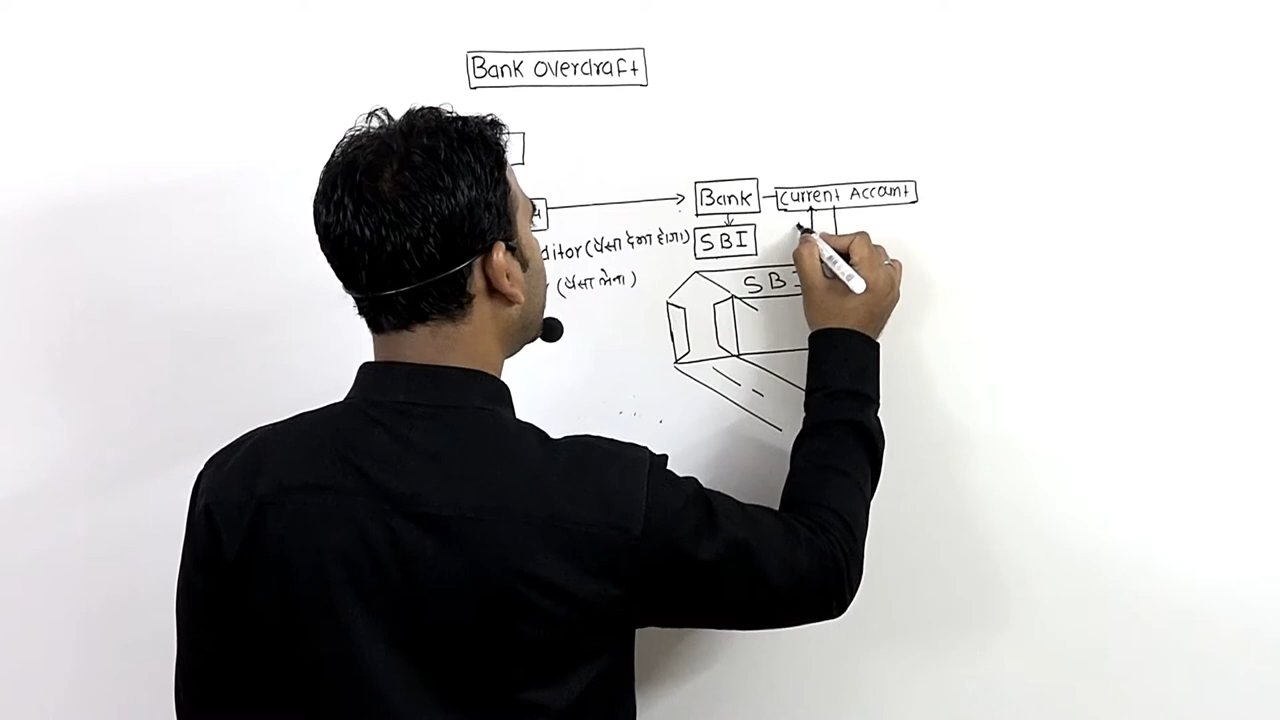 Bank overdraft
Bank
Current Account
SBI
ditor (पैसा देना होगा)
(पैसा लेना)
SBI